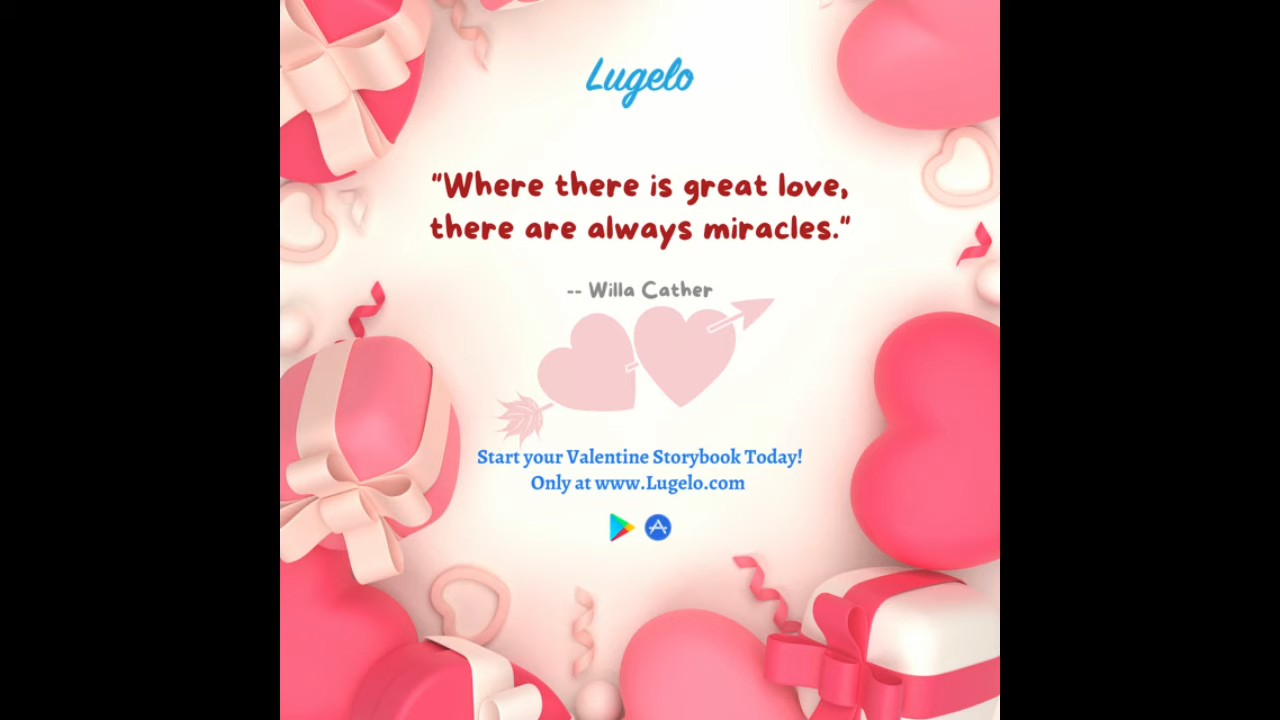 Lugelo
"Where there is great love,
there are always miracles."
-- Willa Cather
Start your Valentine Storybook Today!
Only at www.Lugelo.com